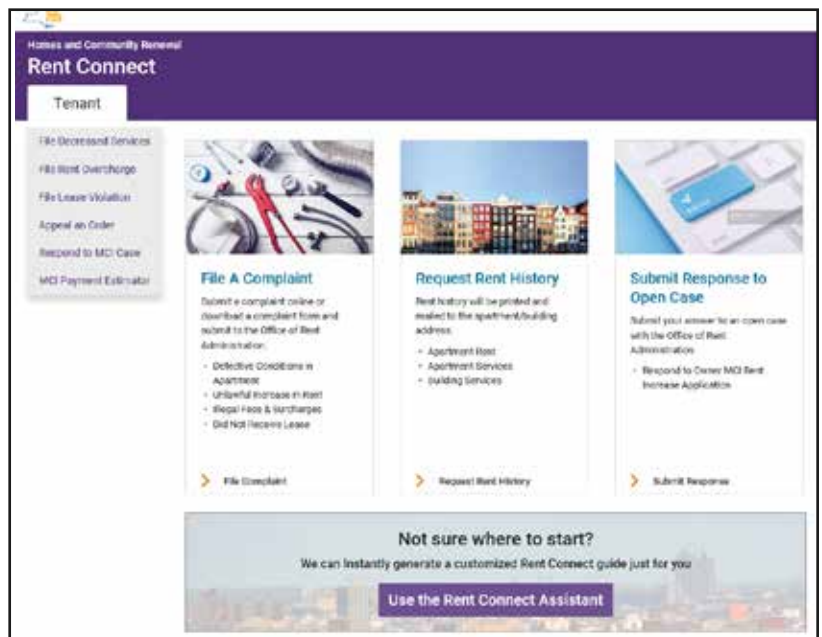 Homes and Community Renewal
Rent Connect
Tenant
File Decreased Services
File Rent Overcharge
File Lease Violation
Appeal an Order
Respond to MCI Case
MCI Payment Estimator
File A Complaint
Submit a complaint online or
download a complaint form and
submit to the Office of Rent
Administration.
Defective Conditions in
Apartment
Unlawful Increase in Rent
Illegal Fees & Surcharges
Did Not Receive Lease
File Complaint
Request Rent History
Rent history will be printed and
mailed to the apartment/building
address.
Apartment Rent
Apartment Services
Building Services
Request Rent History
Submit Response to
Open Case
Submit your answer to an open case
with the Office of Rent
Administration
Respond to Owner MCI Rent
Increase Application
Submit Response
Not sure where to start?
We can Instantly generate a customized Rent Connect guide just for you
Use the Rent Connect Assistant